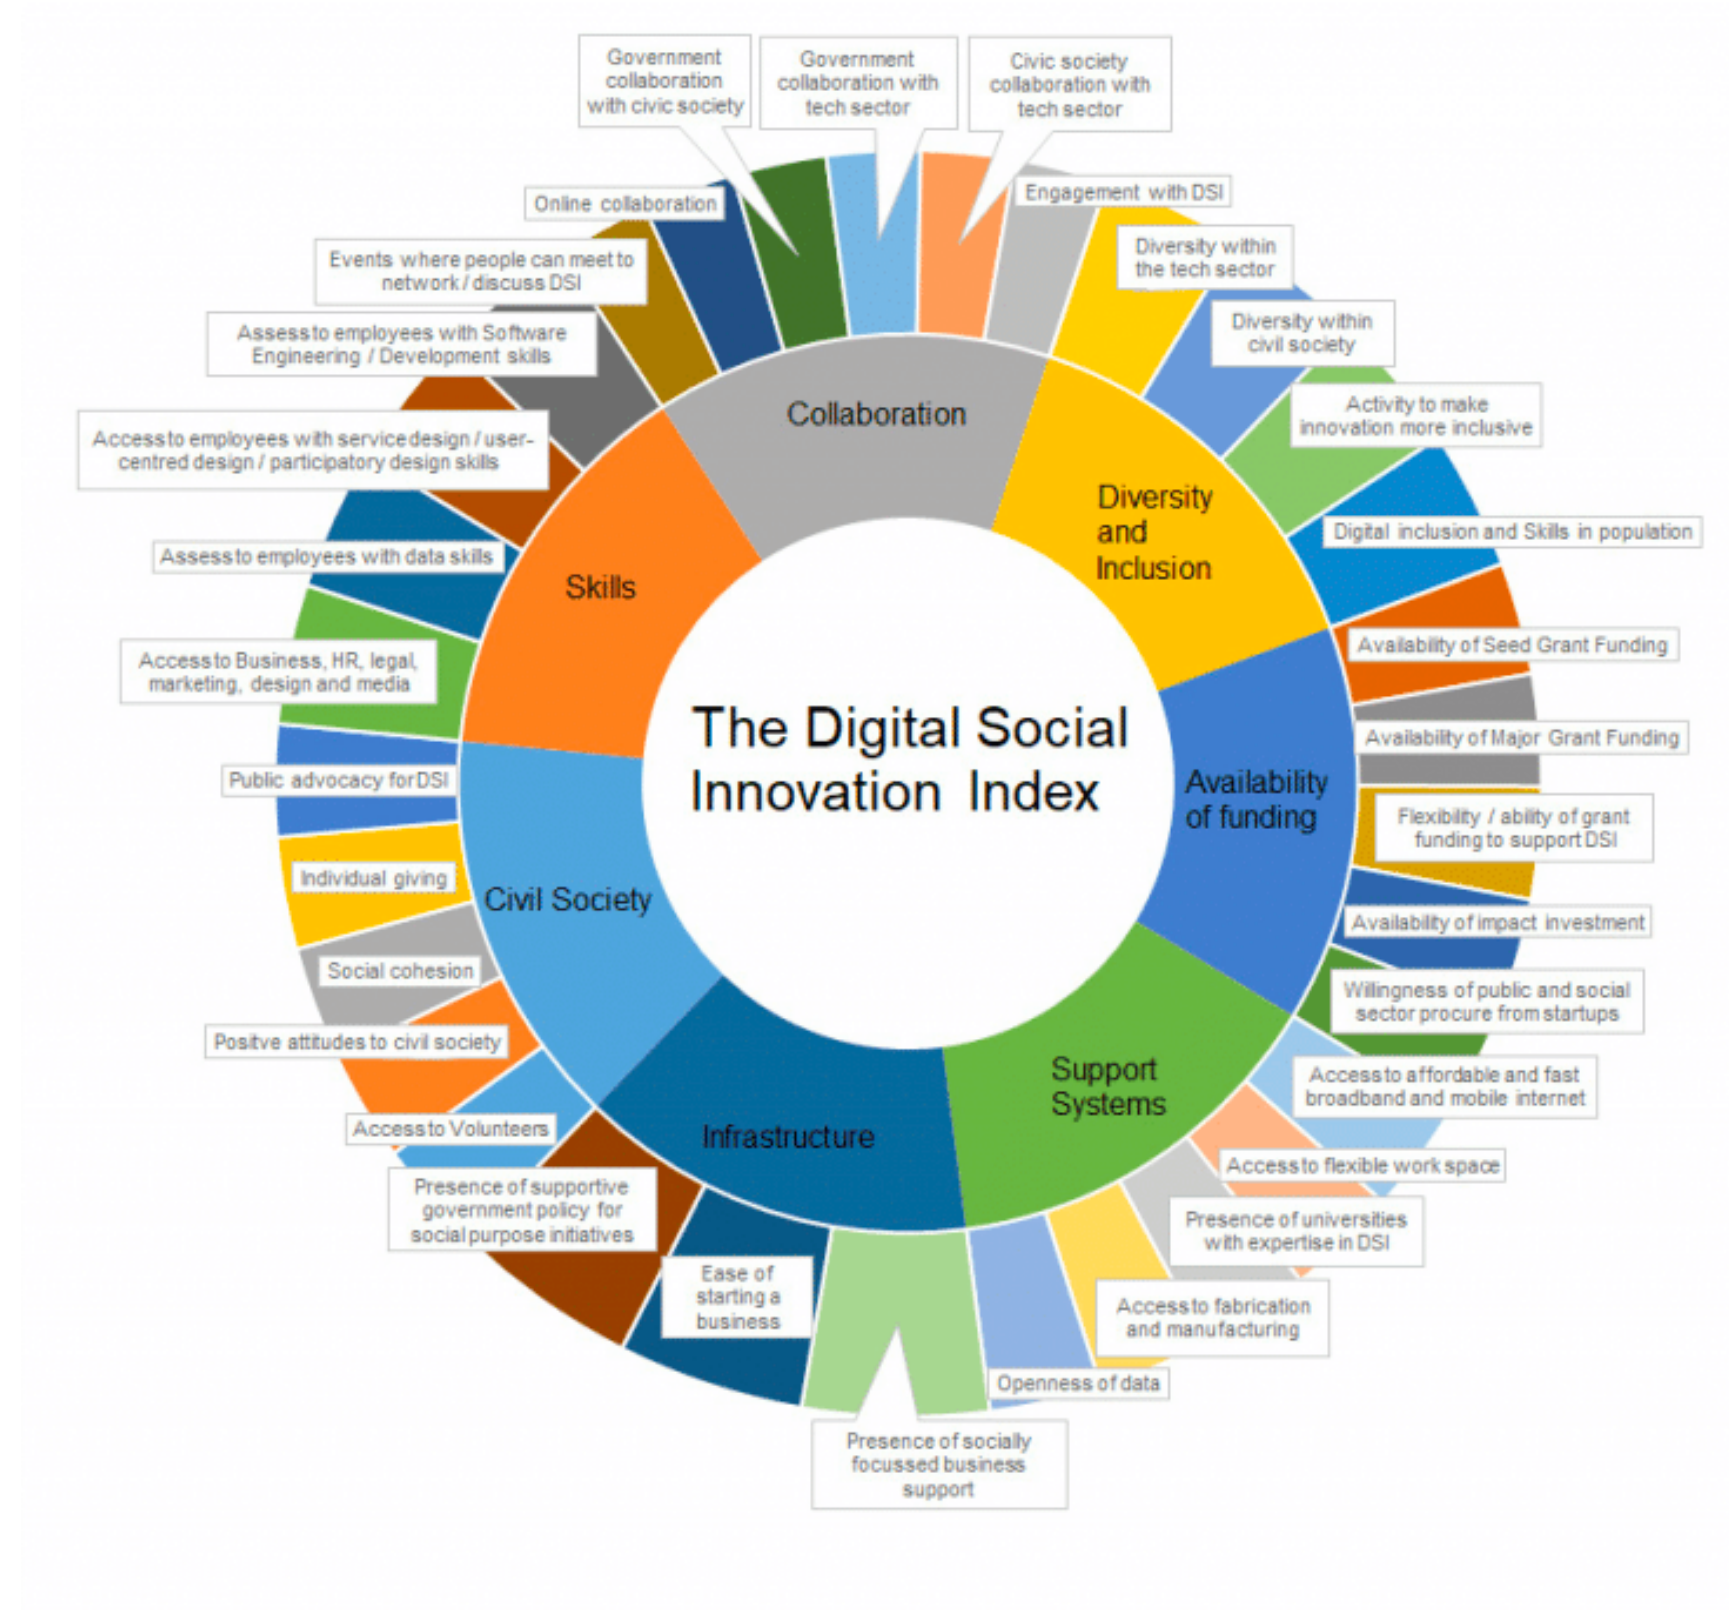 Government
collaboration
with civic society
Government
collaboration with
tech sector
Civic society
collaboration with
tech sector
Engagement with DSI
Diversity within
the tech sector
Diversity within
civil society
Activity to make
innovation more inclusive
Digital inclusion and Skills in population
Availability of Seed Grant Funding
Availability of Major Grant Funding
Flexibility / ability of grant
funding to support DSI
Availability of impact investment
Willingness of public and social
sector procure from startups
Access to affordable and fast
broadband and mobile internet
Access to flexible work space
Presence of universities
with expertise in DSI
Access to fabrication
and manufacturing
Openness of data
Presence of socially
focussed business
support
Ease of
starting a
business
Presence of supportive
government policy for
social purpose initiatives
Access to Volunteers
Positve attitudes to civil society
Social cohesion
Individual giving
Public advocacy for DSI
Access to Business, HR, legal,
marketing, design and media
Assess to employees with data skills
Access to employees with service design / user-
centred design / participatory design skills
Assess to employees with Software
Engineering / Development skills
Events where people can meet to
network / discuss DSI
Online collaboration
Collaboration
Diversity
and
Inclusion
Availability
of funding
Support
Systems
Infrastructure
Civil Society
Skills
The Digital Social
Innovation Index